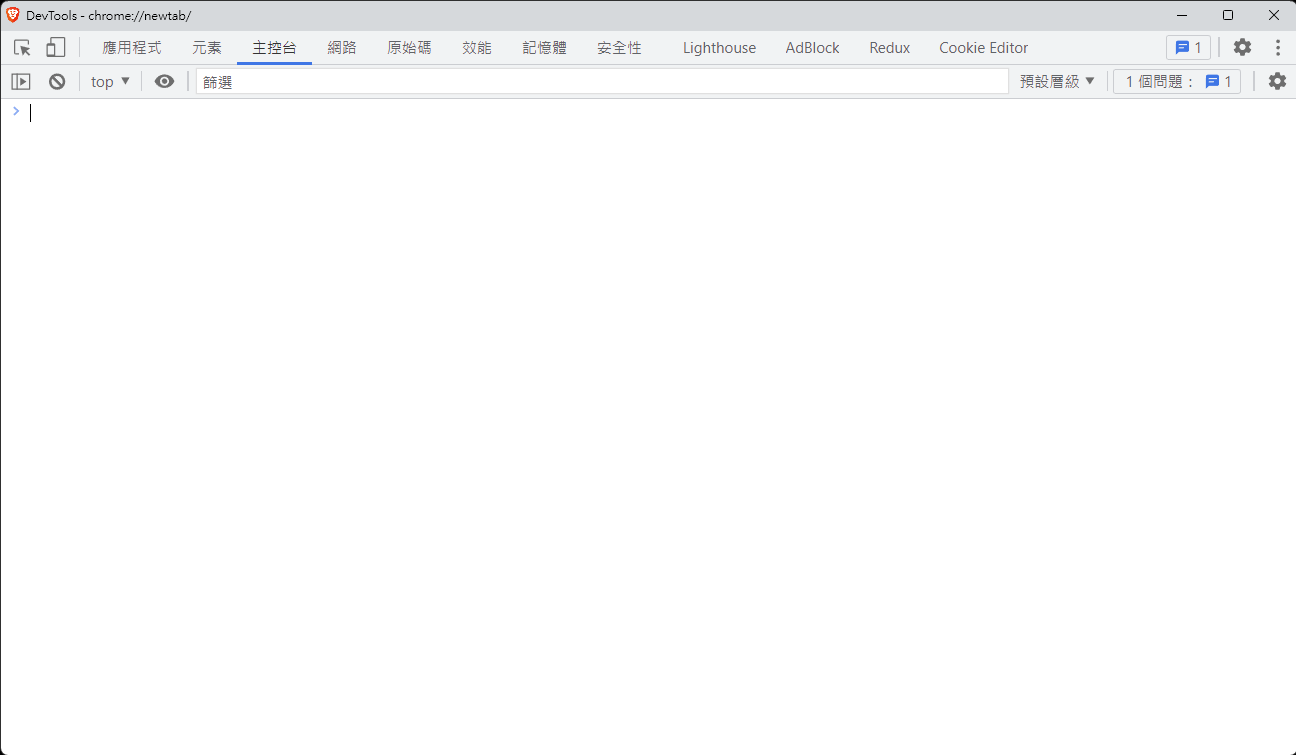 DevTools - chrome://newtab/
應用程式 元素 主控台 網路 原始碼 效能 記憶體 安全性 Lighthouse AdBlock Redux Cookie Editor 1
top ▼ 篩選 預設層級 ▼ 1 個問題： 1
>